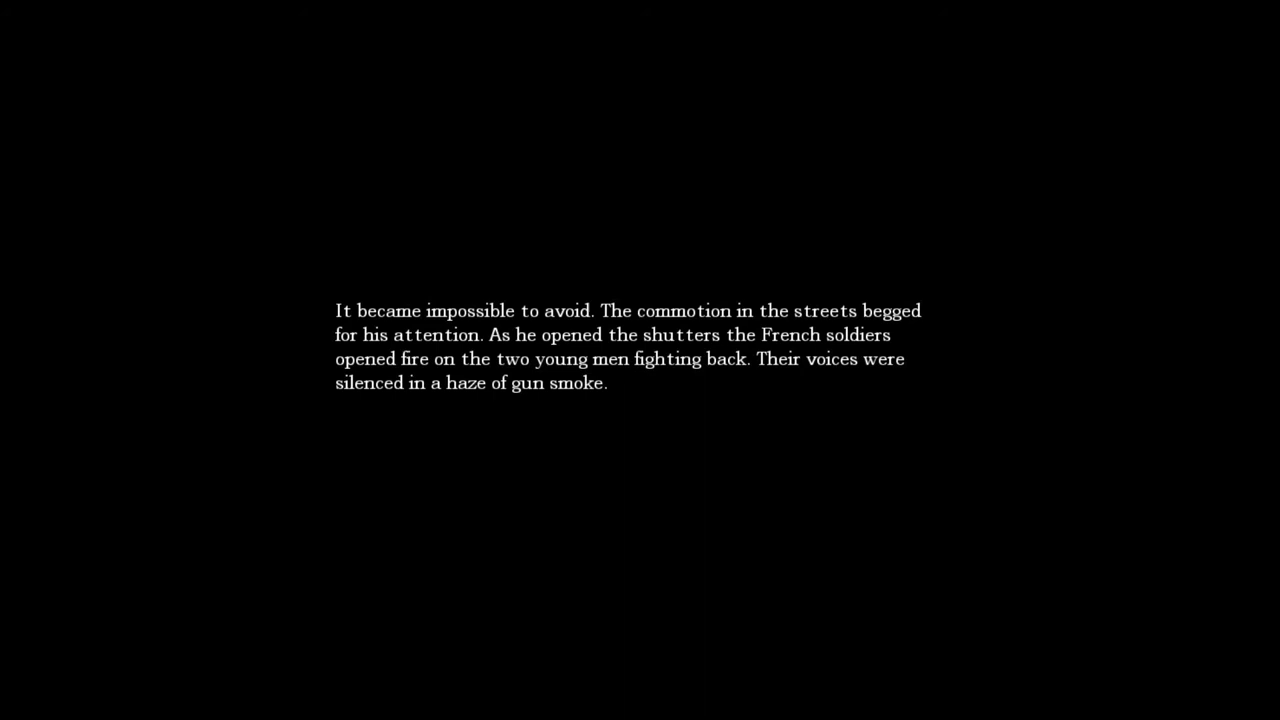 It became impossible to avoid. The commotion in the streets begged
for his attention. As he opened the shutters the French soldiers
opened fire on the two young men fighting back. Their voices were
silenced in a haze of gun smoke.